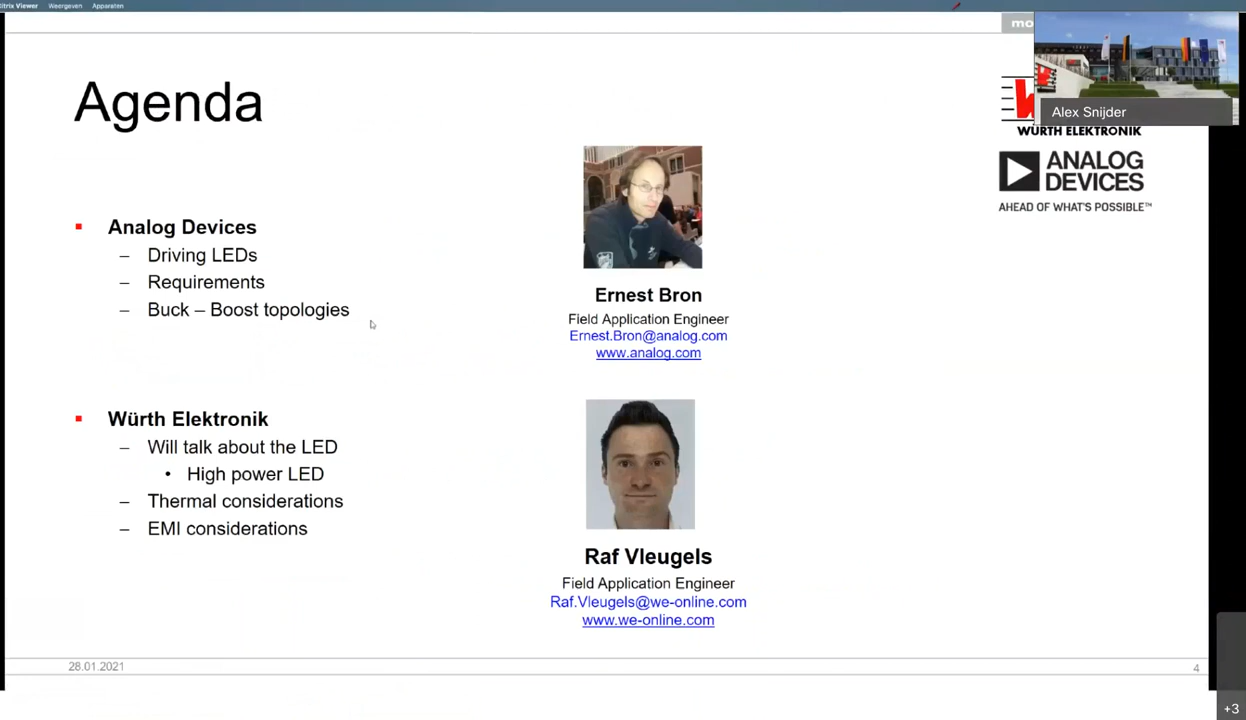 Citrix Viewer Weergeven Apparaten
mo
Alex Snijder
WÜRTH ELEKTRONIK
ANALOG
DEVICES
AHEAD OF WHAT'S POSSIBLE™
Agenda
▪ Analog Devices
– Driving LEDs
– Requirements
– Buck – Boost topologies
Ernest Bron
Field Application Engineer
Ernest.Bron@analog.com
www.analog.com
▪ Würth Elektronik
– Will talk about the LED
• High power LED
– Thermal considerations
– EMI considerations
Raf Vleugels
Field Application Engineer
Raf.Vleugels@we-online.com
www.we-online.com
28.01.2021
4
+3